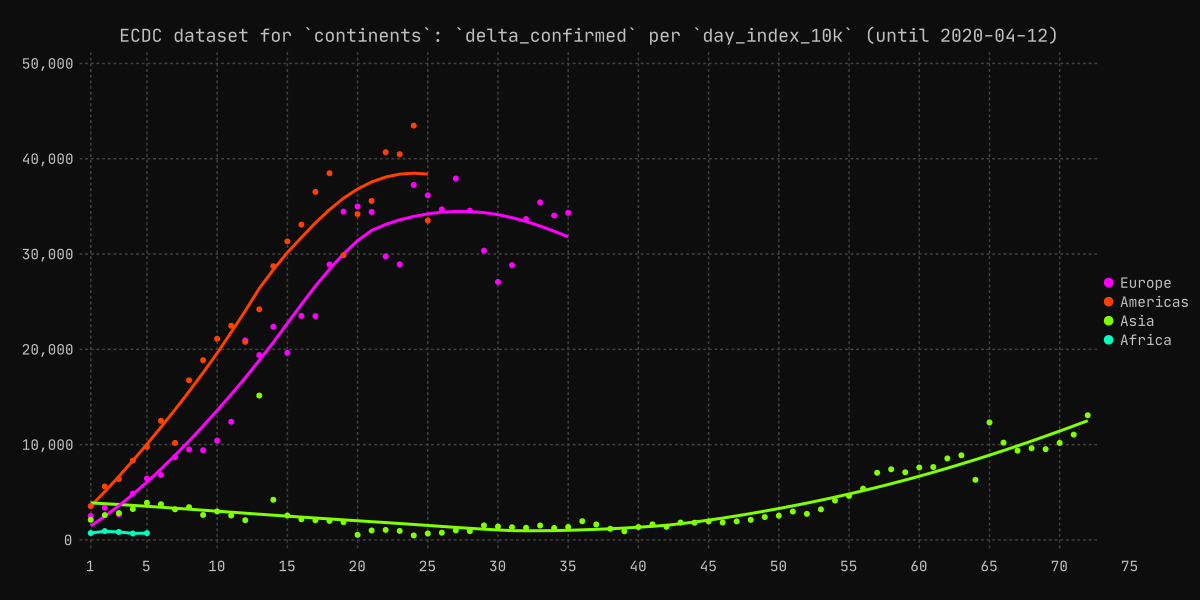 ECDC dataset for `continents`: `delta_confirmed` per `day_index_10k` (until 2020-04-12)
50,000
40,000
30,000
20,000
10,000
0
1 5 10 15 20 25 30 35 40 45 50 55 60 65 70 75
Europe
Americas
Asia
Africa